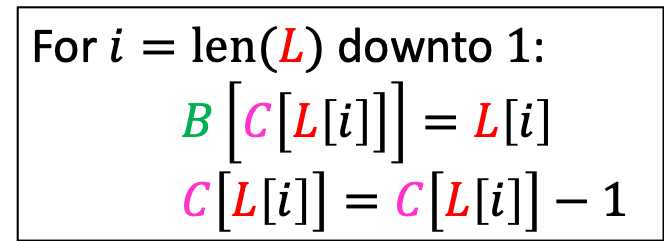 For i = len(L) downto 1:
B[C[L[i]]] = L[i]
C[L[i]] = C[L[i]] − 1